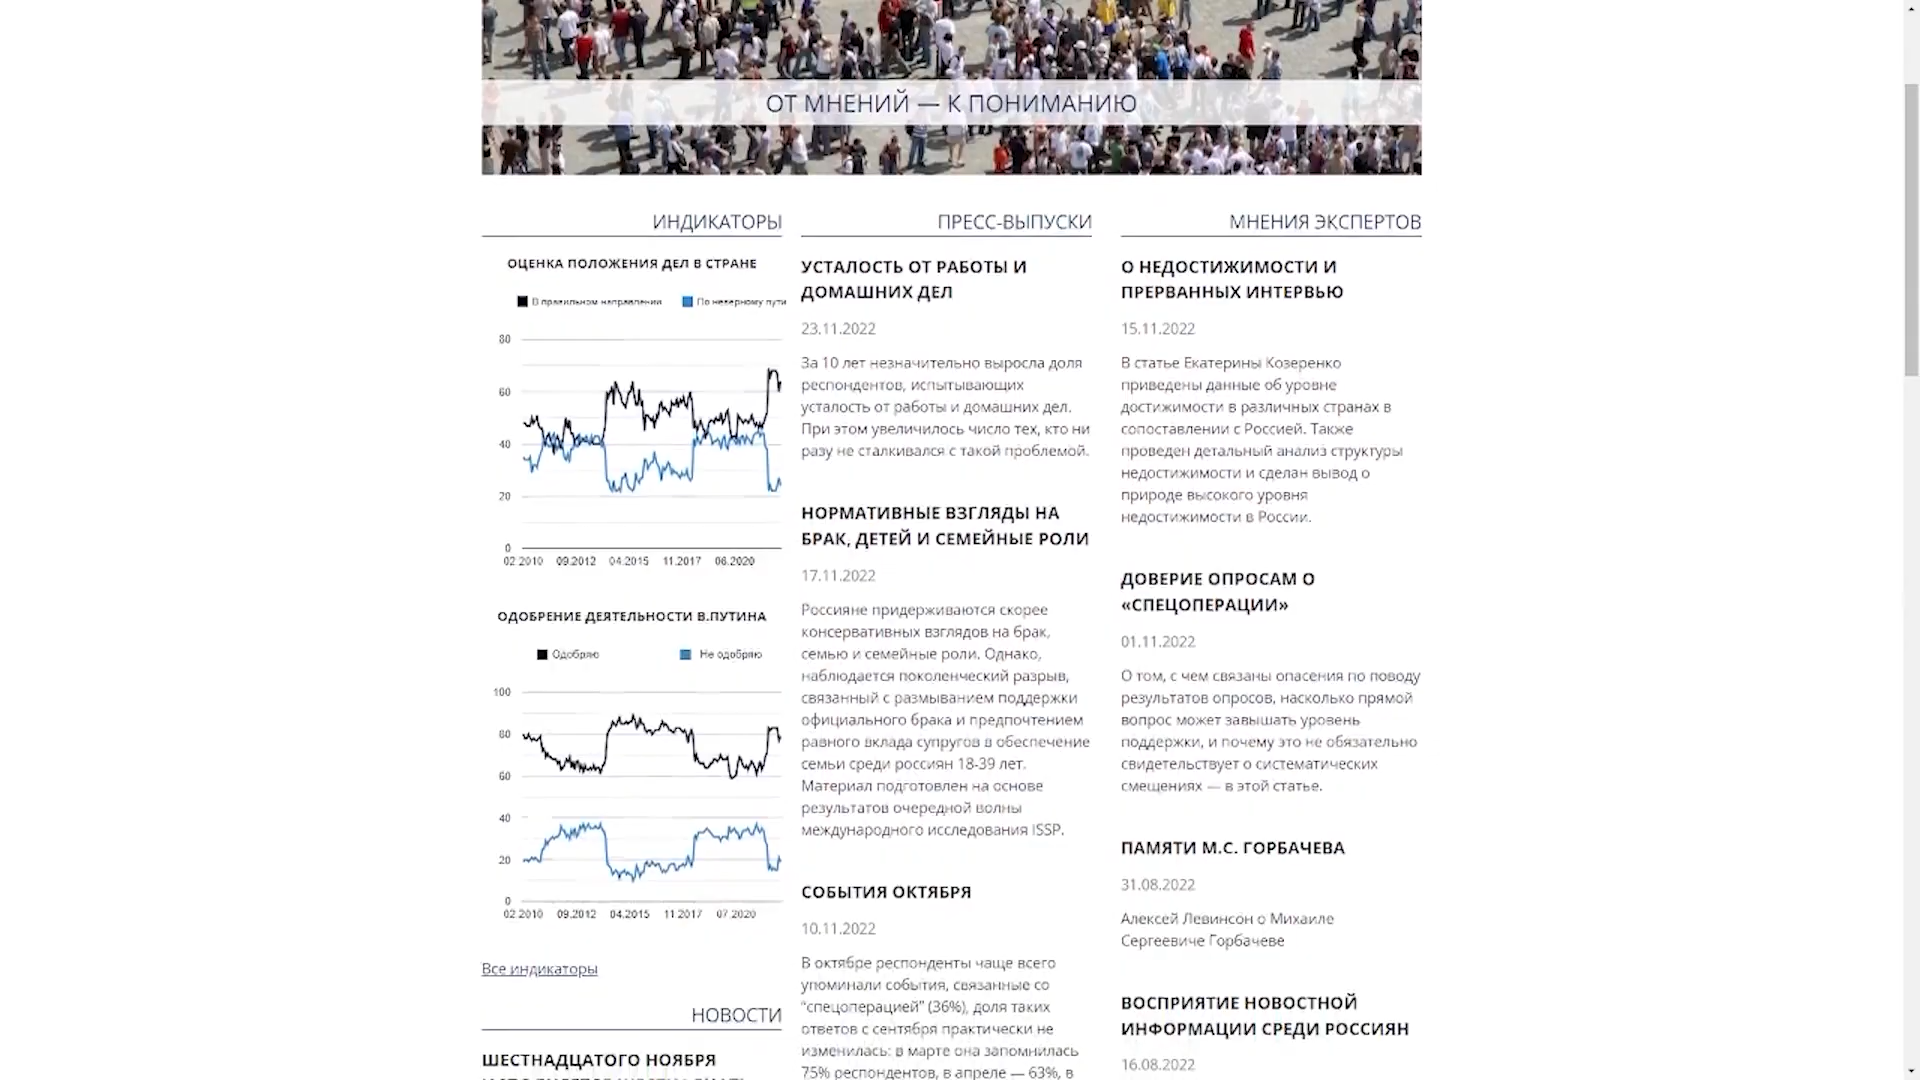 ОТ МНЕНИЙ — К ПОНИМАНИЮ
ИНДИКАТОРЫ
ОЦЕНКА ПОЛОЖЕНИЯ ДЕЛ В СТРАНЕ
В правильном направлении
По неверному пути
80
60
40
20
0
02.2010 09.2012 04.2015 11.2017 06.2020
ОДОБРЕНИЕ ДЕЯТЕЛЬНОСТИ В.ПУТИНА
Одобряю
Не одобряю
100
80
60
40
20
0
02.2010 09.2012 04.2015 11.2017 07.2020
Все индикаторы
НОВОСТИ
ШЕСТНАДЦАТОГО НОЯБРЯ
ПРЕСС-ВЫПУСКИ
УСТАЛОСТЬ ОТ РАБОТЫ И
ДОМАШНИХ ДЕЛ
23.11.2022
За 10 лет незначительно выросла доля
респондентов, испытывающих
усталость от работы и домашних дел.
При этом увеличилось число тех, кто ни
разу не сталкивался с такой проблемой.
НОРМАТИВНЫЕ ВЗГЛЯДЫ НА
БРАК, ДЕТЕЙ И СЕМЕЙНЫЕ РОЛИ
17.11.2022
Россияне придерживаются скорее
консервативных взглядов на брак,
семью и семейные роли. Однако,
наблюдается поколенческий разрыв,
связанный с размыванием поддержки
официального брака и предпочтением
равного вклада супругов в обеспечение
семьи среди россиян 18-39 лет.
Материал подготовлен на основе
результатов очередной волны
международного исследования ISSP.
СОБЫТИЯ ОКТЯБРЯ
10.11.2022
В октябре респонденты чаще всего
упоминали события, связанные со
“спецоперацией” (36%), доля таких
ответов с сентября практически не
изменилась: в марте она запомнилась
75% респондентов, в апреле — 63%, в
МНЕНИЯ ЭКСПЕРТОВ
О НЕДОСТИЖИМОСТИ И
ПРЕРВАННЫХ ИНТЕРВЬЮ
15.11.2022
В статье Екатерины Козеренко
приведены данные об уровне
достижимости в различных странах в
сопоставлении с Россией. Также
проведен детальный анализ структуры
недостижимости и сделан вывод о
природе высокого уровня
недостижимости в России.
ДОВЕРИЕ ОПРОСАМ О
«СПЕЦОПЕРАЦИИ»
01.11.2022
О том, с чем связаны опасения по поводу
результатов опросов, насколько прямой
вопрос может завышать уровень
поддержки, и почему это не обязательно
свидетельствует о систематических
смещениях — в этой статье.
ПАМЯТИ М.С. ГОРБАЧЕВА
31.08.2022
Алексей Левинсон о Михаиле
Сергеевиче Горбачеве
ВОСПРИЯТИЕ НОВОСТНОЙ
ИНФОРМАЦИИ СРЕДИ РОССИЯН
16.08.2022